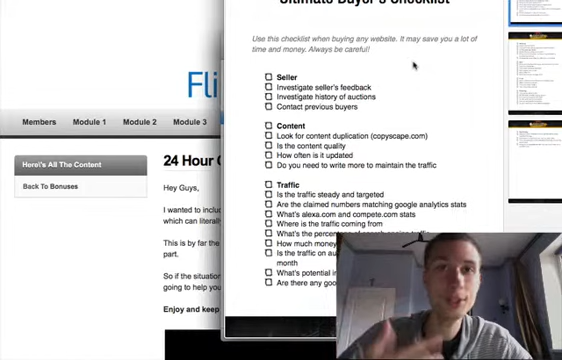 Ultimate Buyer's Checklist
Use this checklist when buying any website. It may save you a lot of
time and money. Always be careful!
Seller
Investigate seller's feedback
Investigate history of auctions
Contact previous buyers
Content
Look for content duplication (copyscape.com)
Is the content quality
How often is it updated
Do you need to write more to maintain the traffic
Traffic
Is the traffic steady and targeted
Are the claimed numbers matching google analytics stats
What's alexa.com and compete.com stats
Where is the traffic coming from
What's the
How much money
Is the traffic on
month
What's potential
Are there any
Fli
Members
Module 1
Module 2
Module 3
Here\'s All The Content
Back To Bonuses
24 Hour
Hey Guys,
I wanted to
which can
This is by far the
part.
So if the
going to help
Enjoy and keep